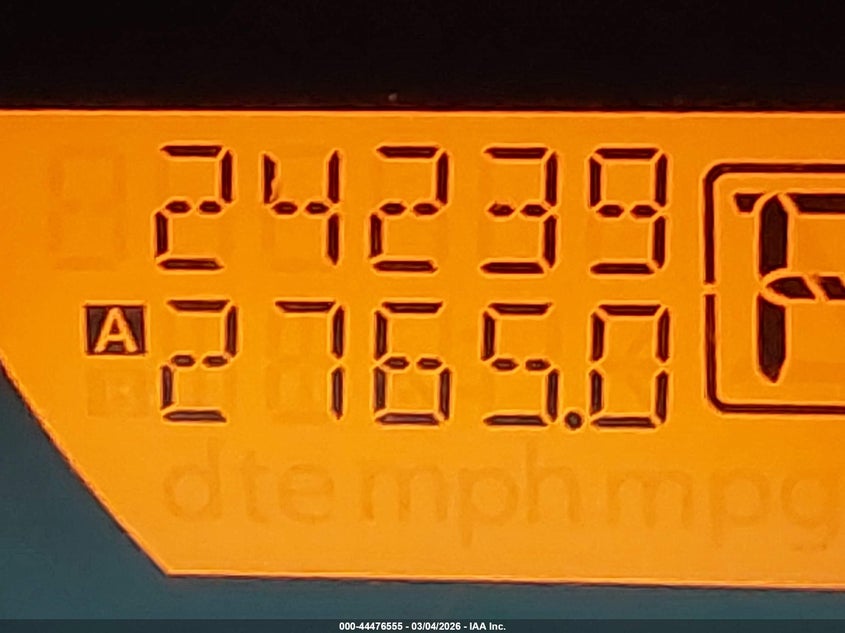 24239
A 2765.0
dte mph mpg
000-44476555 - 03/04/2026 - IAA Inc.